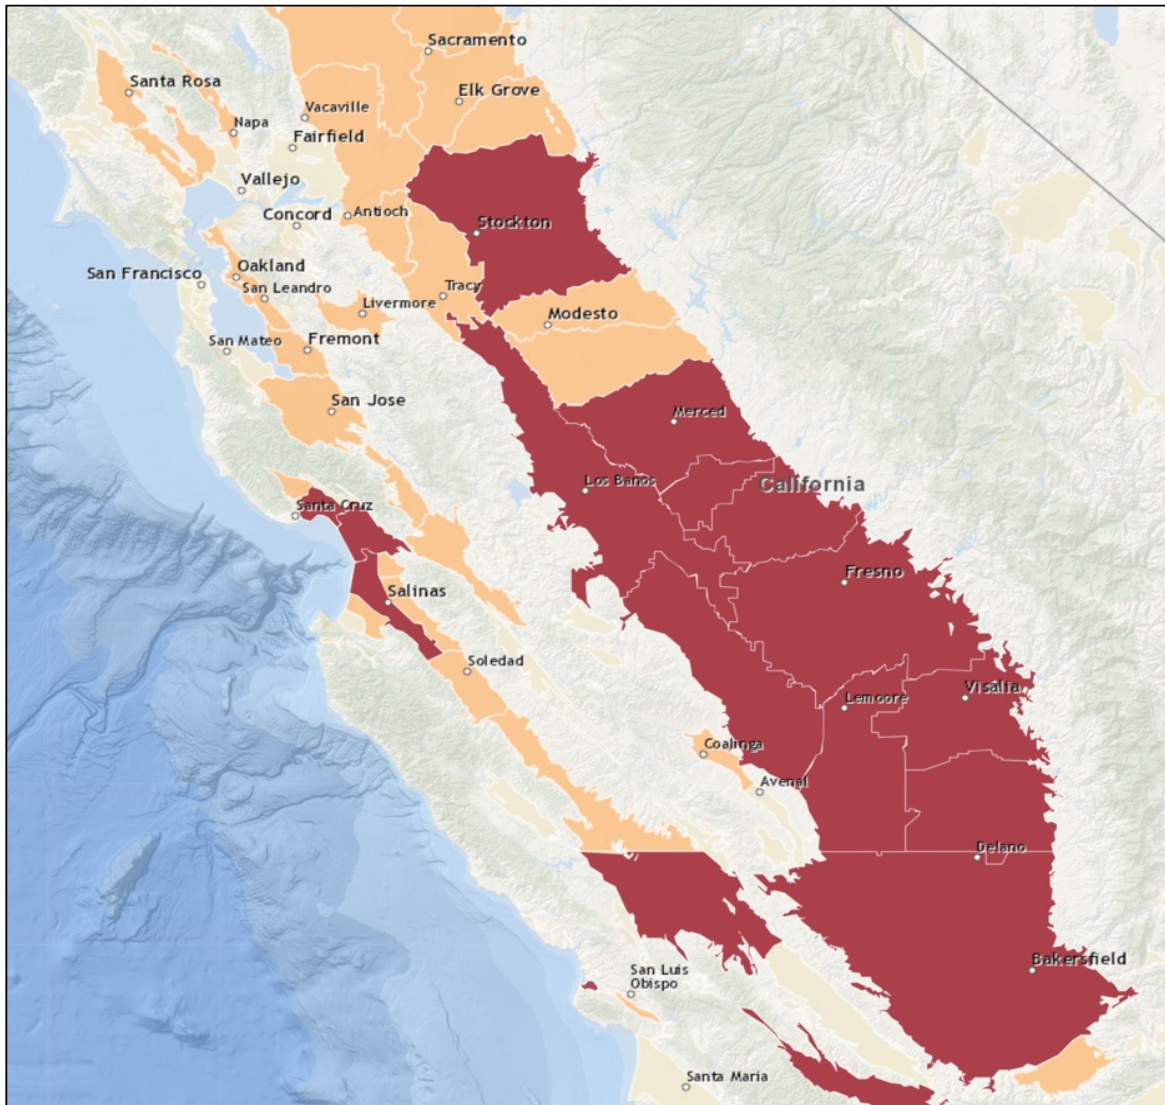 Sacramento
Santa Rosa
Elk Grove
Vacaville
Napa
Fairfield
Vallejo
Concord
Antioch
Stockton
San Francisco
Oakland
San Leandro
Tracy
Livermore
Modesto
San Mateo
Fremont
San Jose
Merced
Los Banos
California
Santa Cruz
Fresno
Salinas
Soledad
Visalia
Lemoore
Coalinga
Avenal
Delano
Bakersfield
San Luis
Obispo
Santa Maria